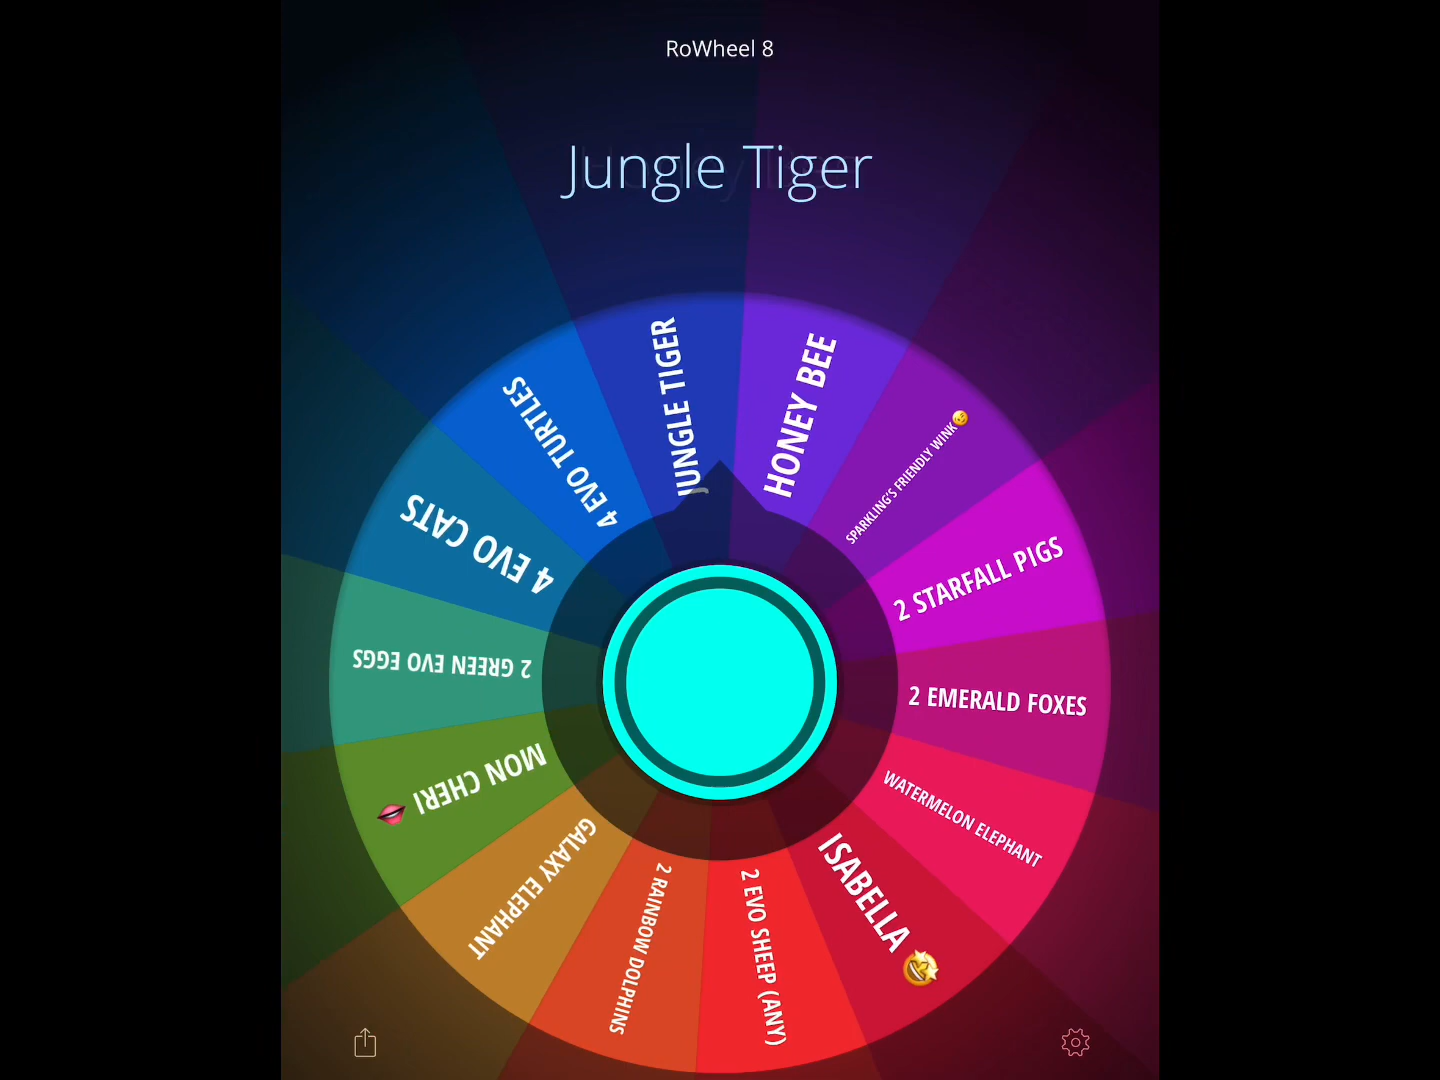 RoWheel 8
Jungle Tiger
JUNGLE TIGER
HONEY BEE
SPARKLING'S FRIENDLY WINK😉
2 STARFALL PIGS
2 EMERALD FOXES
WATERMELON ELEPHANT
ISABELLA 🤩
2 EVO SHEEP (ANY)
2 RAINBOW DOLPHINS
GALAXY ELEPHANT
MON CHERI 👄
2 GREEN EVO EGGS
4 EVO CATS
4 EVO TURTLES